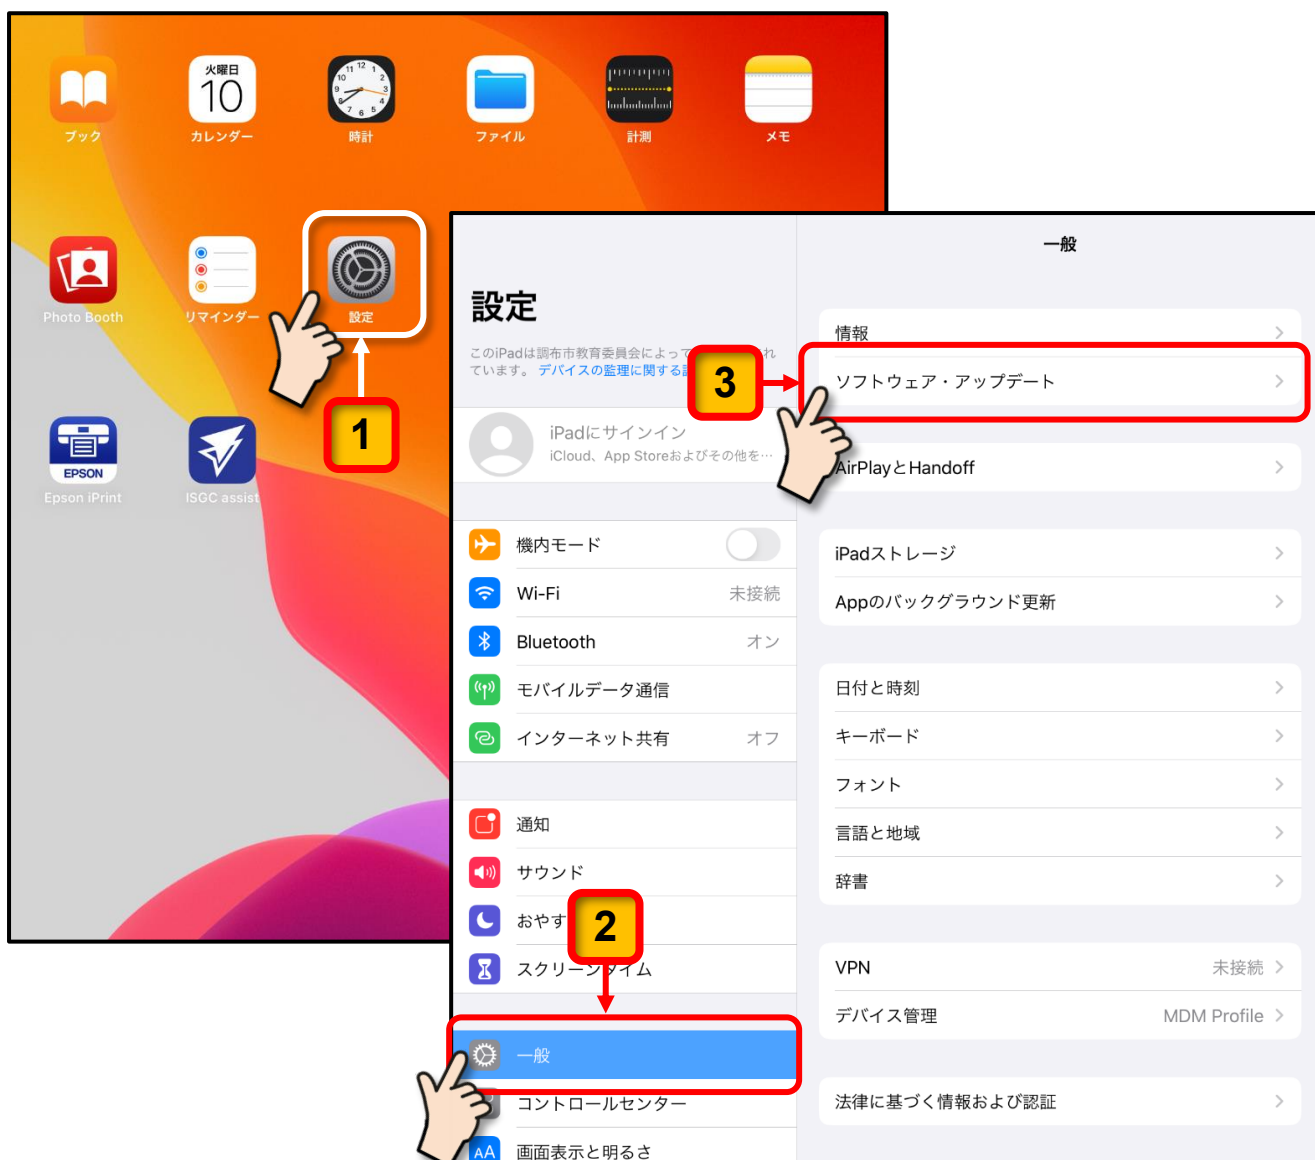 火曜日
10
ブック
カレンダー
時計
ファイル
計測
メモ
Photo Booth
リマインダー
設定
1
EPSON
Epson iPrint
ISGC assist
設定
このiPadは調布市教育委員会によって
れ
ています。デバイスの監理に関する
3
iPadにサインイン
iCloud、App Storeおよびその他を…
機内モード
Wi-Fi 未接続
Bluetooth オン
モバイルデータ通信
インターネット共有 オフ
通知
サウンド
おやす
2
スクリーンタイム
一般
コントロールセンター
AA 画面表示と明るさ
一般
情報
ソフトウェア・アップデート
AirPlayとHandoff
iPadストレージ
Appのバックグラウンド更新
日付と時刻
キーボード
フォント
言語と地域
辞書
VPN 未接続
デバイス管理 MDM Profile
法律に基づく情報および認証